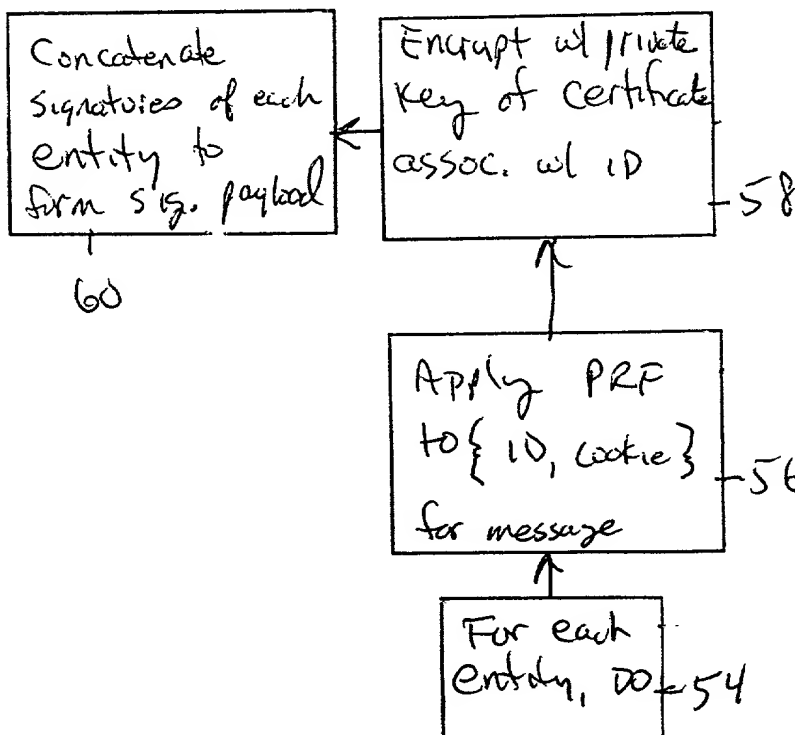 Concatenate
signatures of each
entity to
form sig. payload
60
Encrypt w/ private
key of certificate
assoc. w/ ID
58
Apply PRF
to { ID, cookie }
for message
56
For each
entity, DO
54